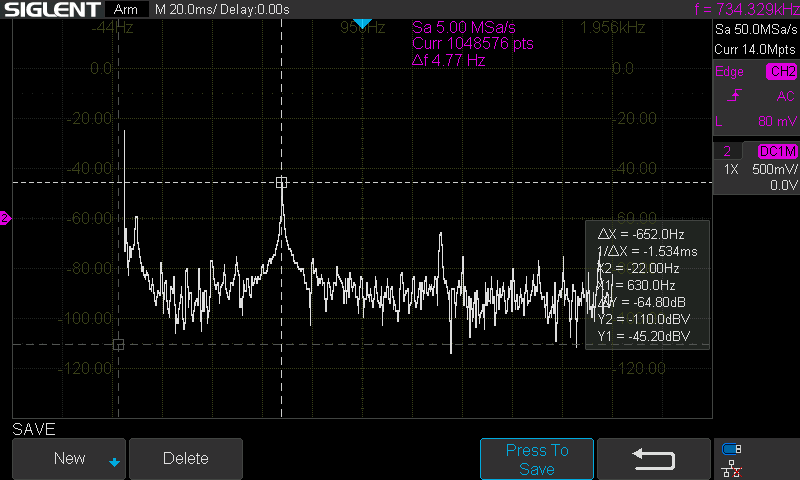 SIGLENT Arm M 20.0ms/ Delay:0.00s f = 734.329kHz
-44Hz 956Hz 1.956kHz
Sa 5.00 MSa/s
Curr 1048576 pts
Δf 4.77 Hz
Sa 50.0MSa/s
Curr 14.0Mpts
Edge CH2
AC
L 80 mV
2 DC1M
1X 500mV/
0.0V
0.0 0.0
-20.00 -20.00
-40.00 -40.00
-60.00 -60.00
-80.00 -80.00
-100.00
-120.00 -120.00
2
ΔX = -652.0Hz
1/ΔX = -1.534ms
X2 = -22.00Hz
X1 = 630.0Hz
ΔY = -64.80dB
Y2 = -110.0dBV
Y1 = -45.20dBV
SAVE
New
Delete
Press To
Save